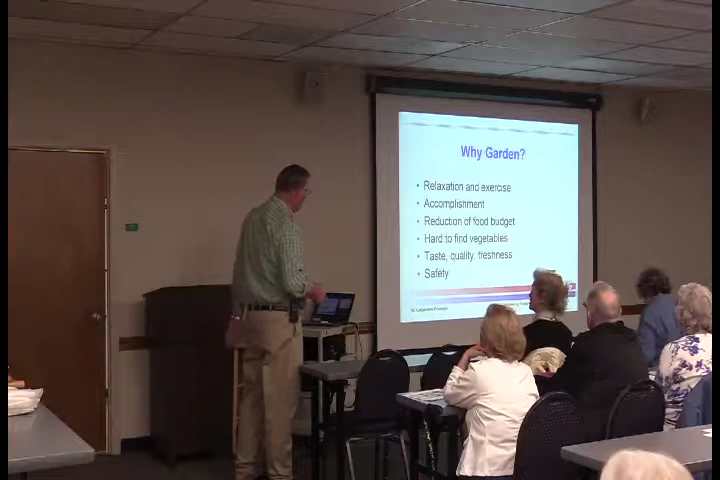 Why Garden?
• Relaxation and exercise
• Accomplishment
• Reduction of food budget
• Hard to find vegetables
• Taste, quality, freshness
• Safety